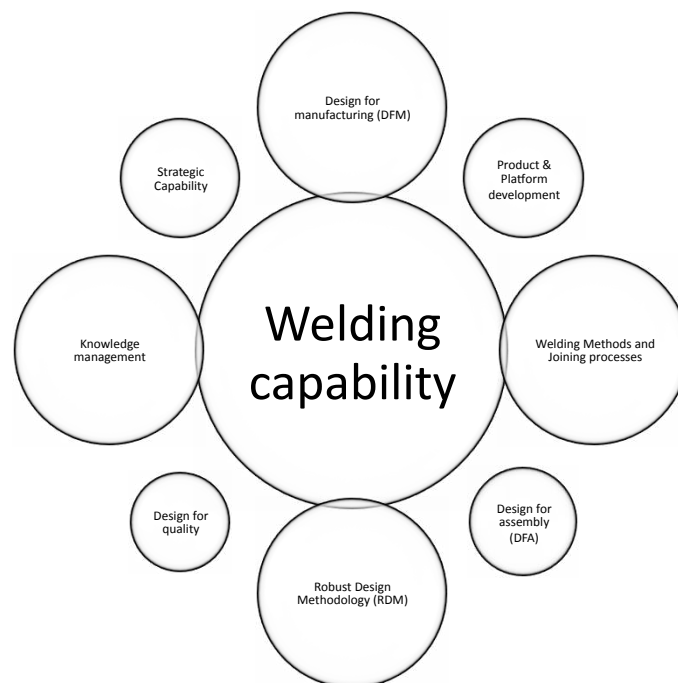 Design for
manufacturing (DFM)
Strategic
Capability
Product &
Platform
development
Welding
capability
Knowledge
management
Welding Methods and
Joining processes
Design for
quality
Design for
assembly
(DFA)
Robust Design
Methodology (RDM)